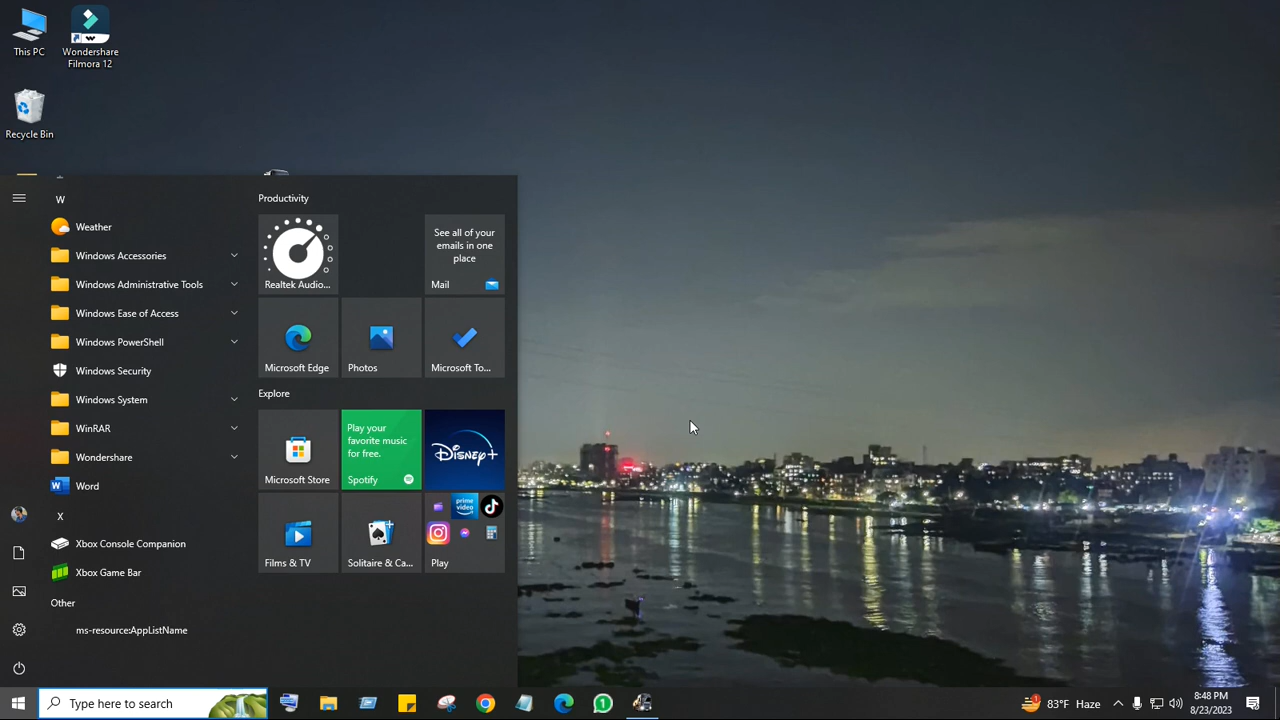 This PC
Wondershare
Filmora 12
Recycle Bin
W
Weather
Windows Accessories
Windows Administrative Tools
Windows Ease of Access
Windows PowerShell
Windows Security
Windows System
WinRAR
Wondershare
Word
X
Xbox Console Companion
Xbox Game Bar
Other
ms-resource:AppListName
Productivity
Realtek Audio...
See all of your
emails in one
place
Mail
Microsoft Edge
Photos
Microsoft To...
Explore
Microsoft Store
Play your
favorite music
for free.
Spotify
Disney+
Films & TV
Solitaire & Ca...
prime
video
Play
Type here to search
1
83°F Haze
8:48 PM
8/23/2023